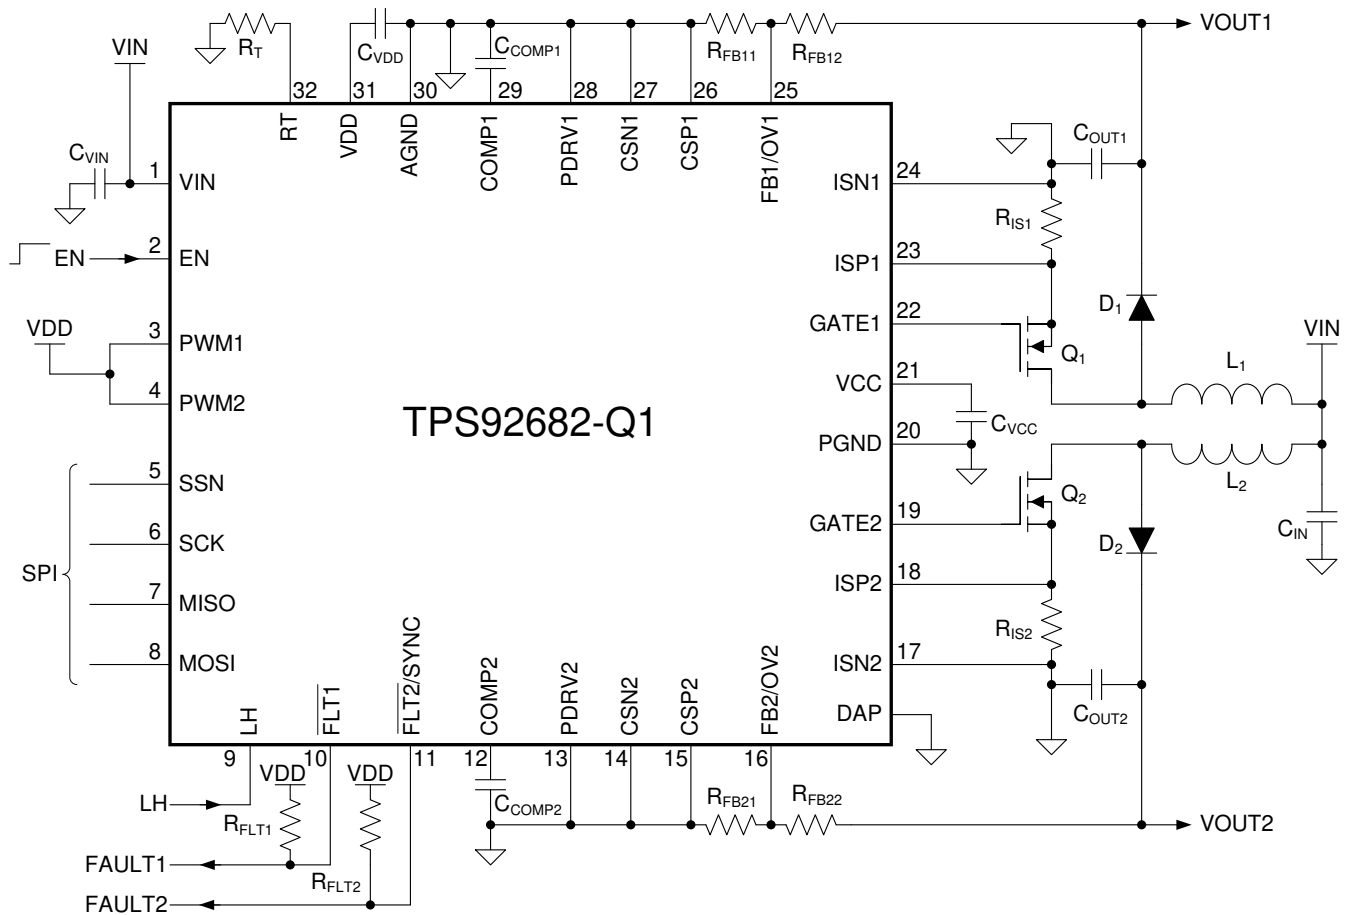 VOUT1
R_T
C_VDD
C_COMP1
R_FB11
R_FB12
VIN
32
31
30
29
28
27
26
25
RT
VDD
AGND
COMP1
PDRV1
CSN1
CSP1
FB1/OV1
C_VIN
1
VIN
EN
2
EN
VDD
3
PWM1
4
PWM2
SPI
5
SSN
6
SCK
7
MISO
8
MOSI
TPS92682-Q1
ISN1
24
ISP1
23
GATE1
22
VCC
21
PGND
20
GATE2
19
ISP2
18
ISN2
17
DAP
C_OUT1
R_IS1
D_1
Q_1
L_1
VIN
C_VCC
L_2
Q_2
C_IN
D_2
R_IS2
C_OUT2
LH
FLT1
FLT2/SYNC
COMP2
PDRV2
CSN2
CSP2
FB2/OV2
9
10
11
12
13
14
15
16
VDD
VDD
LH
R_FLT1
C_COMP2
R_FB21
R_FB22
VOUT2
FAULT1
R_FLT2
FAULT2